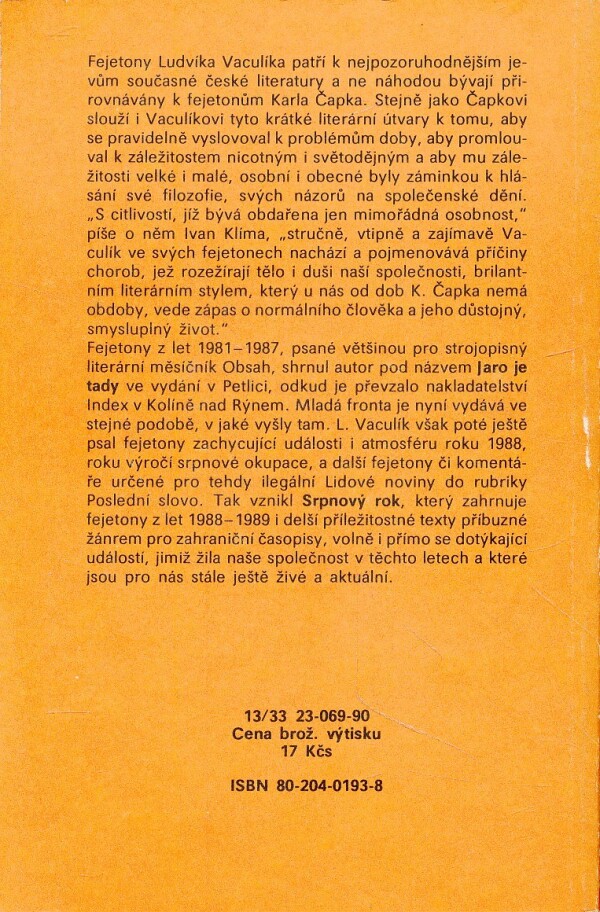 Fejetony Ludvíka Vaculíka patří k nejpozoruhodnějším je-
vům současné české literatury a ne náhodou bývají při-
rovnávány k fejetonům Karla Čapka. Stejně jako Čapkovi
slouží i Vaculíkovi tyto krátké literární útvary k tomu, aby
se pravidelně vyslovoval k problémům doby, aby promlou-
val k záležitostem nicotným i světodějným a aby mu zále-
žitosti velké i malé, osobní i obecné byly záminkou k hlá-
sání své filozofie, svých názorů na společenské dění.
„S citlivostí, jíž bývá obdařena jen mimořádná osobnost,“
píše o něm Ivan Klíma, „stručně, vtipně a zajímavě Va-
culík ve svých fejetonech nachází a pojmenovává příčiny
chorob, jež rozežírají tělo i duši naší společnosti, brilant-
ním literárním stylem, který u nás od dob K. Čapka nemá
obdoby, vede zápas o normálního člověka a jeho důstojný,
smysluplný život.“
Fejetony z let 1981–1987, psané většinou pro strojopisný
literární měsíčník Obsah, shrnul autor pod názvem Jaro je
tady ve vydání v Petlici, odkud je převzalo nakladatelství
Index v Kolíně nad Rýnem. Mladá fronta je nyní vydává ve
stejné podobě, v jaké vyšly tam. L. Vaculík však poté ještě
psal fejetony zachycující události i atmosféru roku 1988,
roku výročí srpnové okupace, a další fejetony či komentá-
ře určené pro tehdy ilegální Lidové noviny do rubriky
Poslední slovo. Tak vznikl Srpnový rok, který zahrnuje
fejetony z let 1988–1989 i delší příležitostné texty příbuzné
žánrem pro zahraniční časopisy, volně i přímo se dotýkající
událostí, jimiž žila naše společnost v těchto letech a které
jsou pro nás stále ještě živé a aktuální.
13/33 23-069-90
Cena brož. výtisku
17 Kčs
ISBN 80-204-0193-8